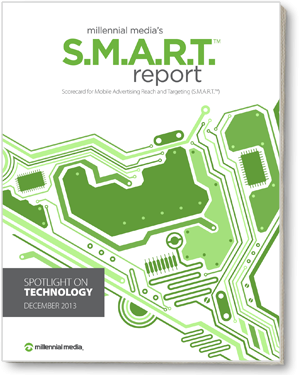 millennial media's
S.M.A.R.T.™
report
Scorecard for Mobile Advertising Reach and Targeting (S.M.A.R.T.™)
SPOTLIGHT ON
TECHNOLOGY
DECEMBER 2013
millennial media.